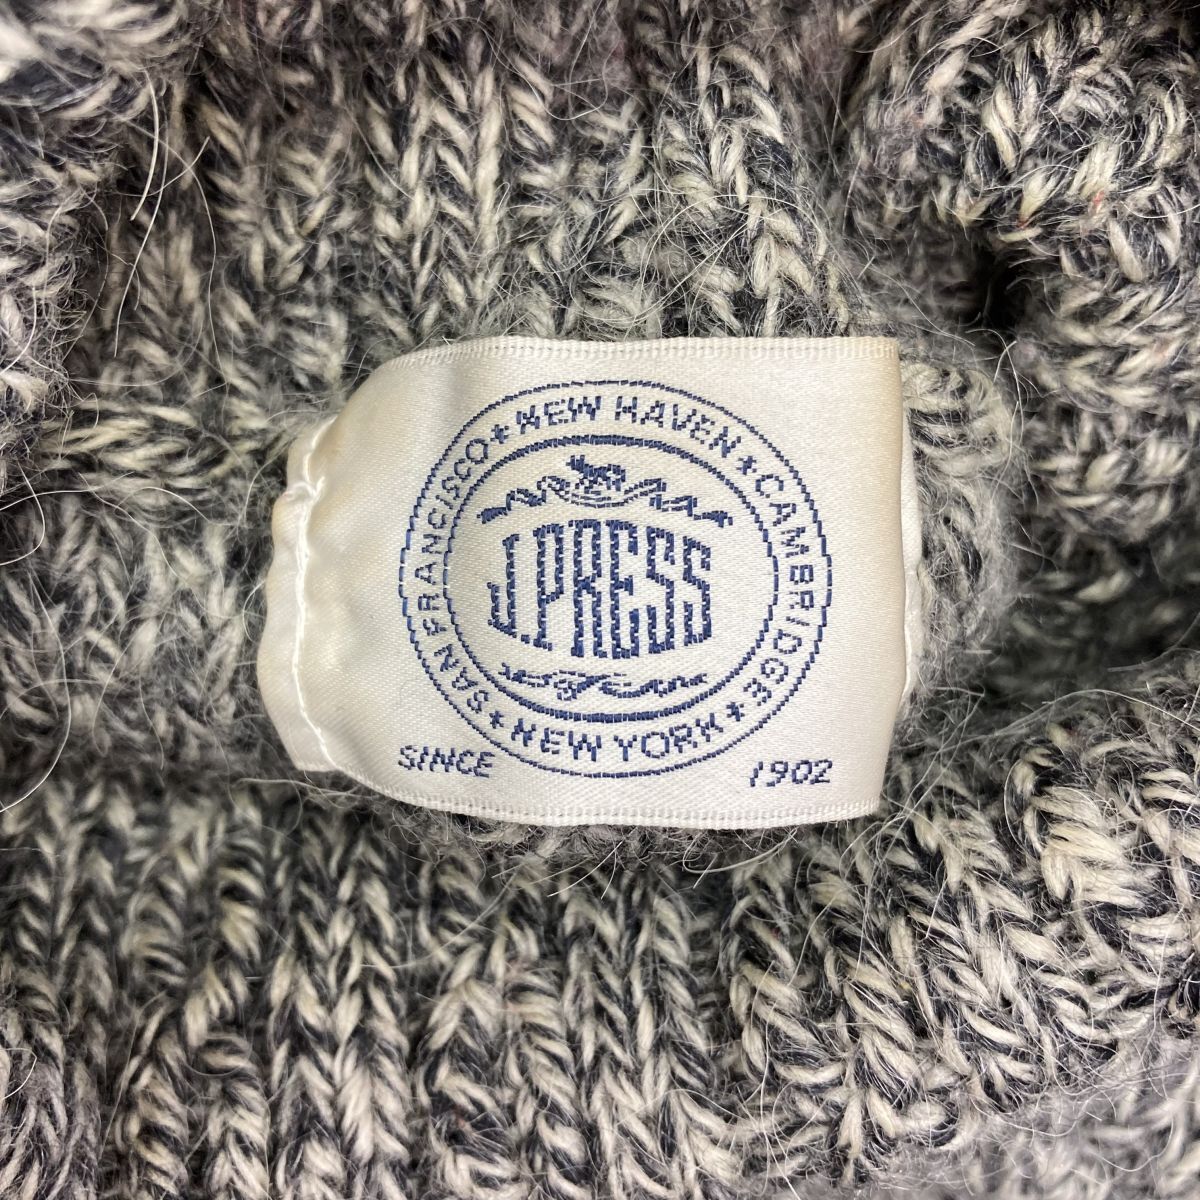 SAN FRANCISCO * NEW HAVEN * CAMBRIDGE * NEW YORK *
J.PRESS
SINCE 1902